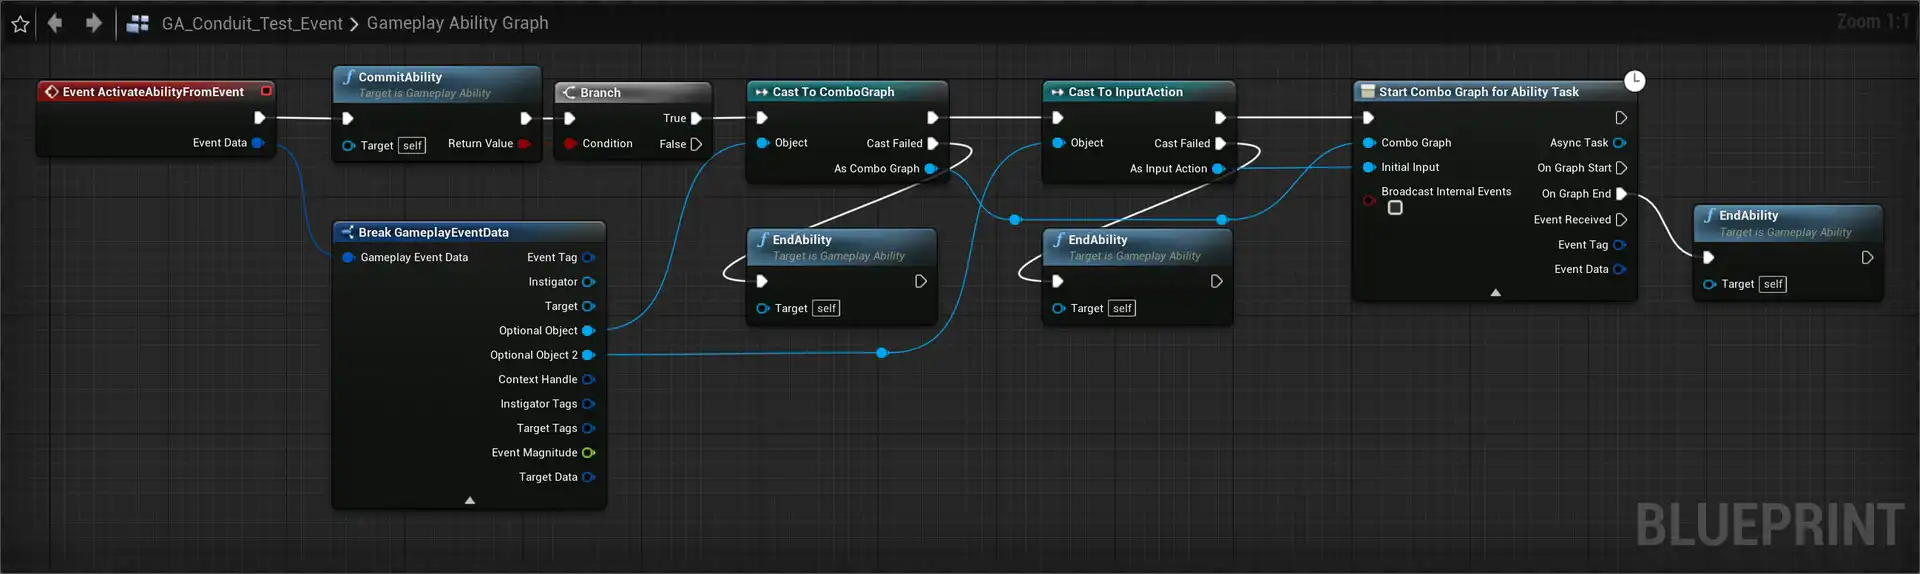 GA_Conduit_Test_Event > Gameplay Ability Graph
Zoom 1:1
Event ActivateAbilityFromEvent
Event Data
CommitAbility
Target is Gameplay Ability
Target self
Return Value
Branch
Condition
True
False
Break GameplayEventData
Gameplay Event Data
Event Tag
Instigator
Target
Optional Object
Optional Object 2
Context Handle
Instigator Tags
Target Tags
Event Magnitude
Target Data
Cast To ComboGraph
Object
Cast Failed
As Combo Graph
EndAbility
Target is Gameplay Ability
Target self
Cast To InputAction
Object
Cast Failed
As Input Action
EndAbility
Target is Gameplay Ability
Target self
Start Combo Graph for Ability Task
Combo Graph
Initial Input
Broadcast Internal Events
Async Task
On Graph Start
On Graph End
Event Received
Event Tag
Event Data
EndAbility
Target is Gameplay Ability
Target self
BLUEPRINT